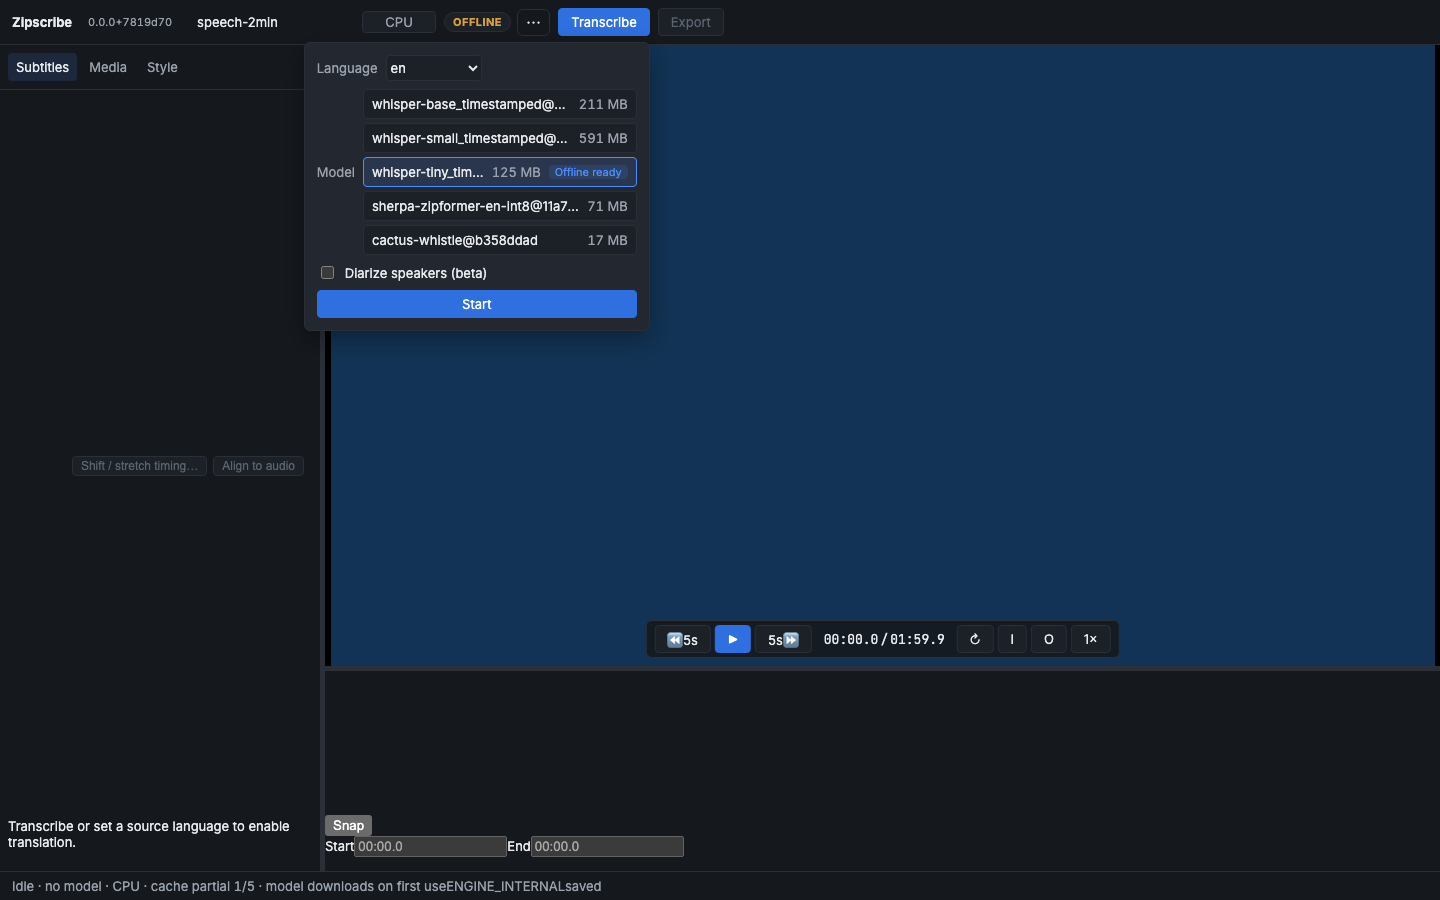 Zipscribe 0.0.0+7819d70 speech-2min CPU OFFLINE ··· Transcribe Export
Subtitles Media Style
Language en
whisper-base_timestamped@... 211 MB
whisper-small_timestamped@... 591 MB
Model whisper-tiny_tim... 125 MB Offline ready
sherpa-zipformer-en-int8@11a7... 71 MB
cactus-whistle@b358ddad 17 MB
Diarize speakers (beta)
Start
Shift / stretch timing... Align to audio
⏪5s ▶ 5s⏩ 00:00.0/01:59.9 ↻ I O 1×
Transcribe or set a source language to enable
translation.
Snap
Start 00:00.0 End 00:00.0
Idle · no model · CPU · cache partial 1/5 · model downloads on first useENGINE_INTERNALsaved